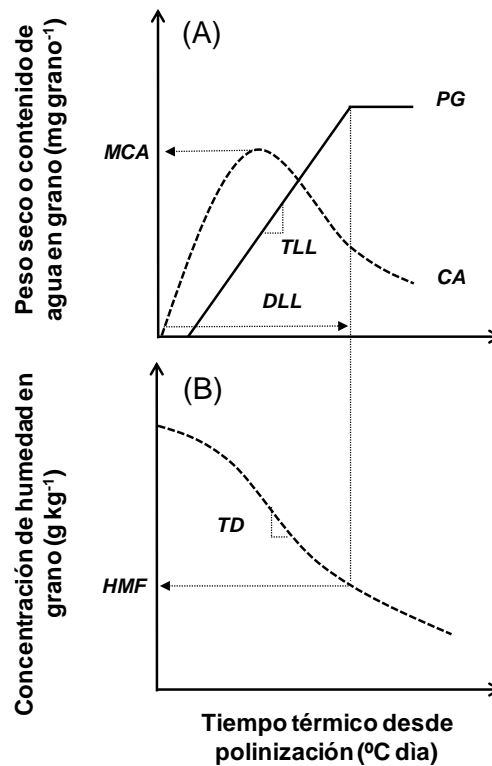 (A)
Peso seco o contenido de
agua en grano (mg grano⁻¹)
MCA
PG
TLL
DLL
CA
(B)
Concentración de humedad en
grano (g kg⁻¹)
TD
HMF
Tiempo térmico desde
polinización (ºC dìa)